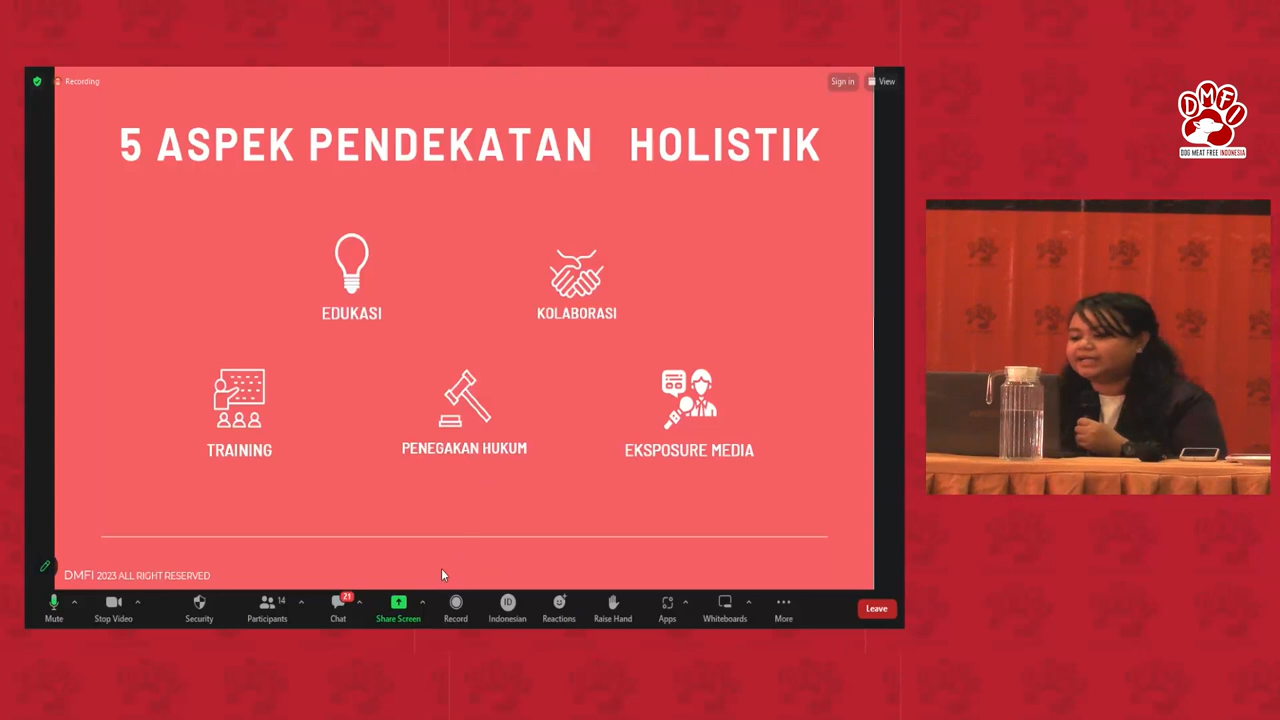 Recording
Sign in
View
5 ASPEK PENDEKATAN HOLISTIK
EDUKASI
KOLABORASI
TRAINING
PENEGAKAN HUKUM
EKSPOSURE MEDIA
DMFI 2023 ALL RIGHT RESERVED
Mute
Stop Video
Security
14
Participants
21
Chat
Share Screen
Record
ID
Indonesian
Reactions
Raise Hand
Apps
Whiteboards
More
Leave
DMFI
DOG MEAT FREE INDONESIA